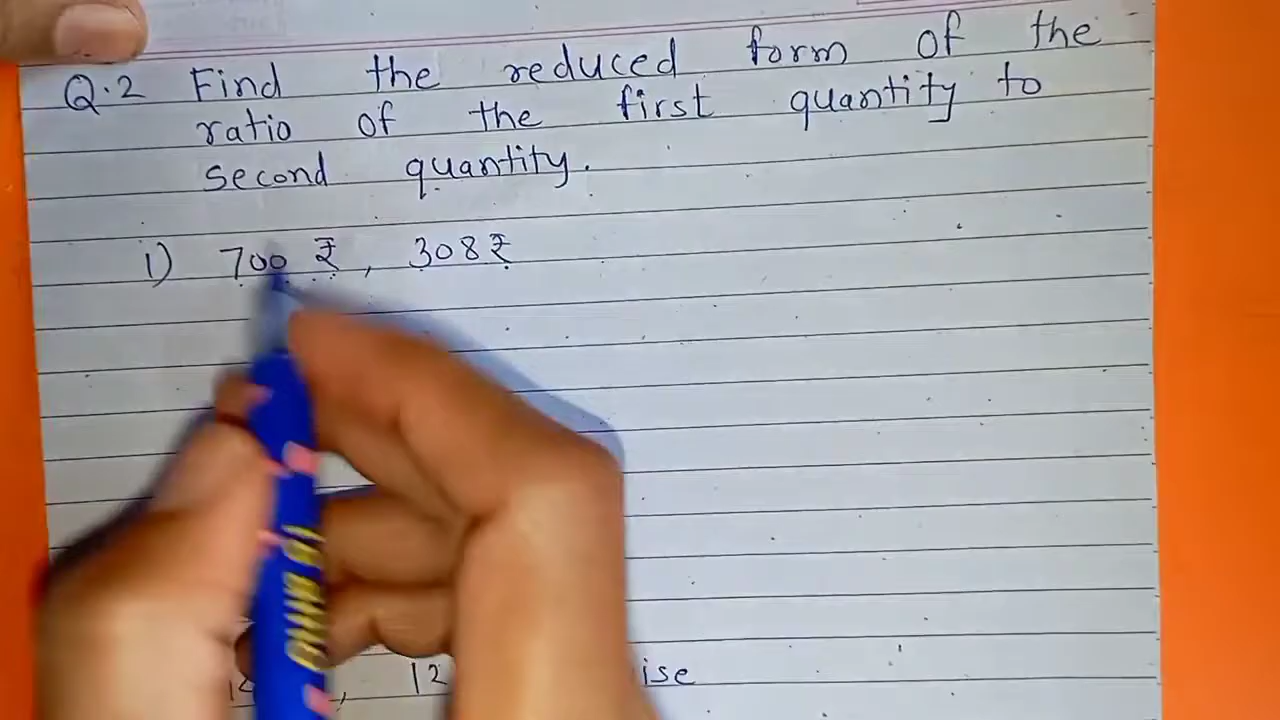 Q.2 Find the reduced form of the
ratio of the first quantity to
second quantity.
i) 700 ₹, 308₹
, 12 ise